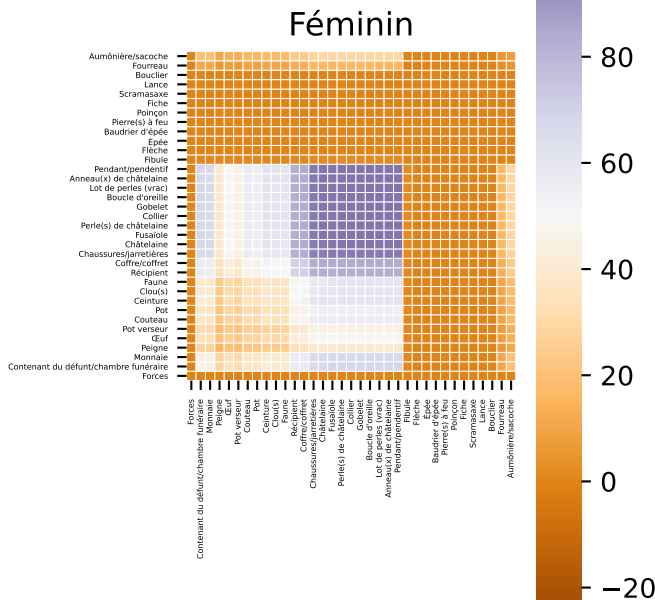 Féminin
Aumônière/sacoche
Fourreau
Bouclier
Lance
Scramasaxe
Fiche
Poinçon
Pierre(s) à feu
Baudrier d'épée
Épée
Flèche
Fibule
Pendant/pendentif
Anneau(x) de châtelaine
Lot de perles (vrac)
Boucle d'oreille
Gobelet
Collier
Perle(s) de châtelaine
Fusaïole
Châtelaine
Chaussures/jarretières
Coffre/coffret
Récipient
Faune
Clou(s)
Ceinture
Pot
Couteau
Pot verseur
Œuf
Peigne
Monnaie
Contenant du défunt/chambre funéraire
Forces
Forces
Contenant du défunt/chambre funéraire
Monnaie
Peigne
Œuf
Pot verseur
Couteau
Pot
Ceinture
Clou(s)
Faune
Récipient
Coffre/coffret
Chaussures/jarretières
Châtelaine
Fusaïole
Perle(s) de châtelaine
Collier
Gobelet
Boucle d'oreille
Lot de perles (vrac)
Anneau(x) de châtelaine
Pendant/pendentif
Fibule
Flèche
Épée
Baudrier d'épée
Pierre(s) à feu
Poinçon
Fiche
Scramasaxe
Lance
Bouclier
Fourreau
Aumônière/sacoche
80
60
40
20
0
−20